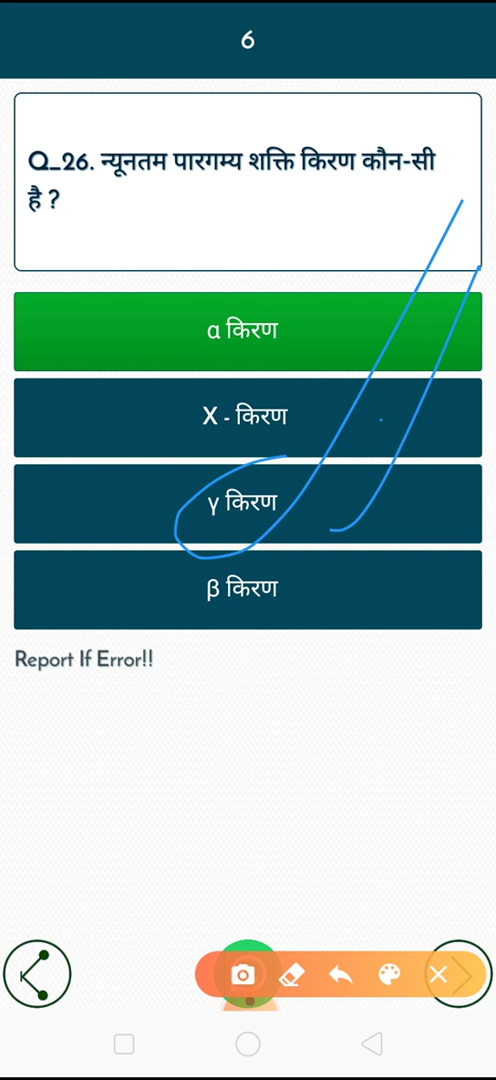 6
Q_26. न्यूनतम पारगम्य शक्ति किरण कौन-सी
है ?
α किरण
X - किरण
γ किरण
β किरण
Report If Error!!